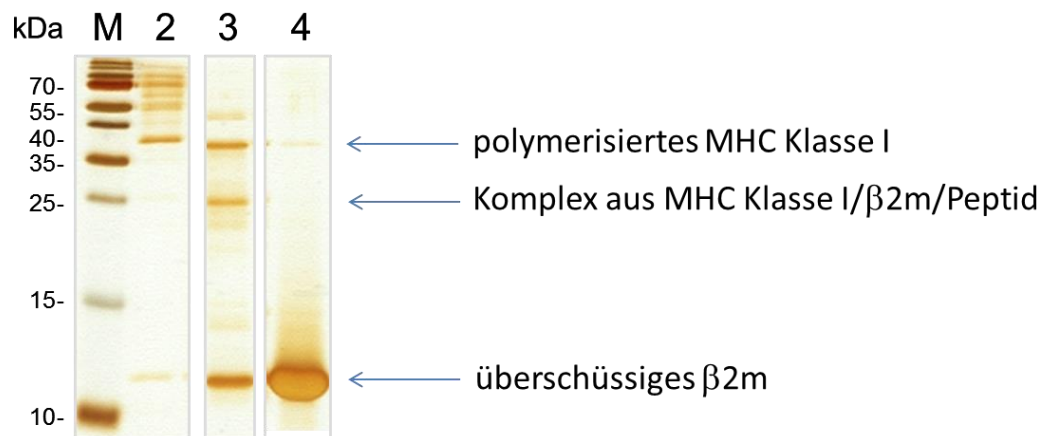 kDa M 2 3 4
70-
55-
40-
polymerisiertes MHC Klasse I
35-
25-
Komplex aus MHC Klasse I/β2m/Peptid
15-
überschüssiges β2m
10-